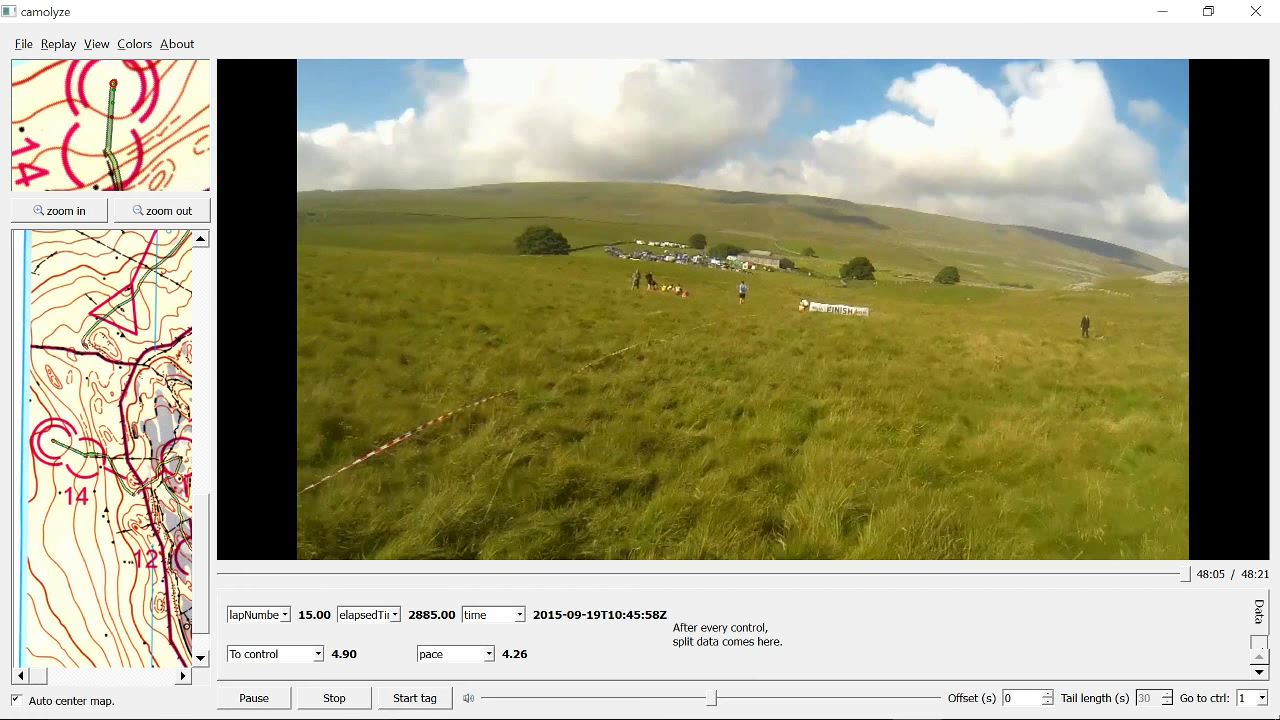 camolyze
File Replay View Colors About
14
zoom in zoom out
FINISH
14
12
48:05 / 48:21
lapNumbe 15.00 elapsedTir 2885.00 time 2015-09-19T10:45:58Z
After every control,
split data comes here.
To control 4.90 pace 4.26
Data
Auto center map.
Pause Stop Start tag Offset (s) 0 Tail length (s) 30 Go to ctrl: 1